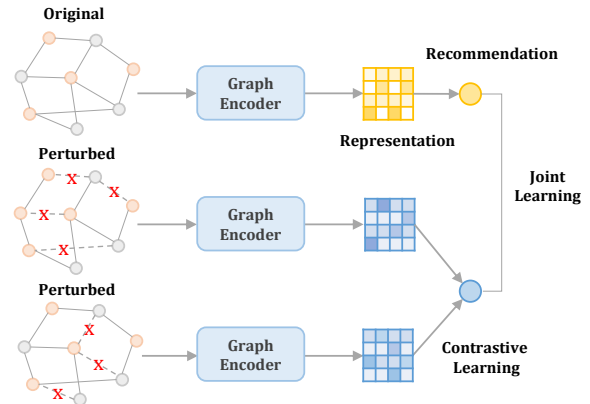 Original
Graph
Encoder
Recommendation
Representation
Perturbed
X
X
X
X
Graph
Encoder
Joint
Learning
Perturbed
X
X
X
Graph
Encoder
Contrastive
Learning